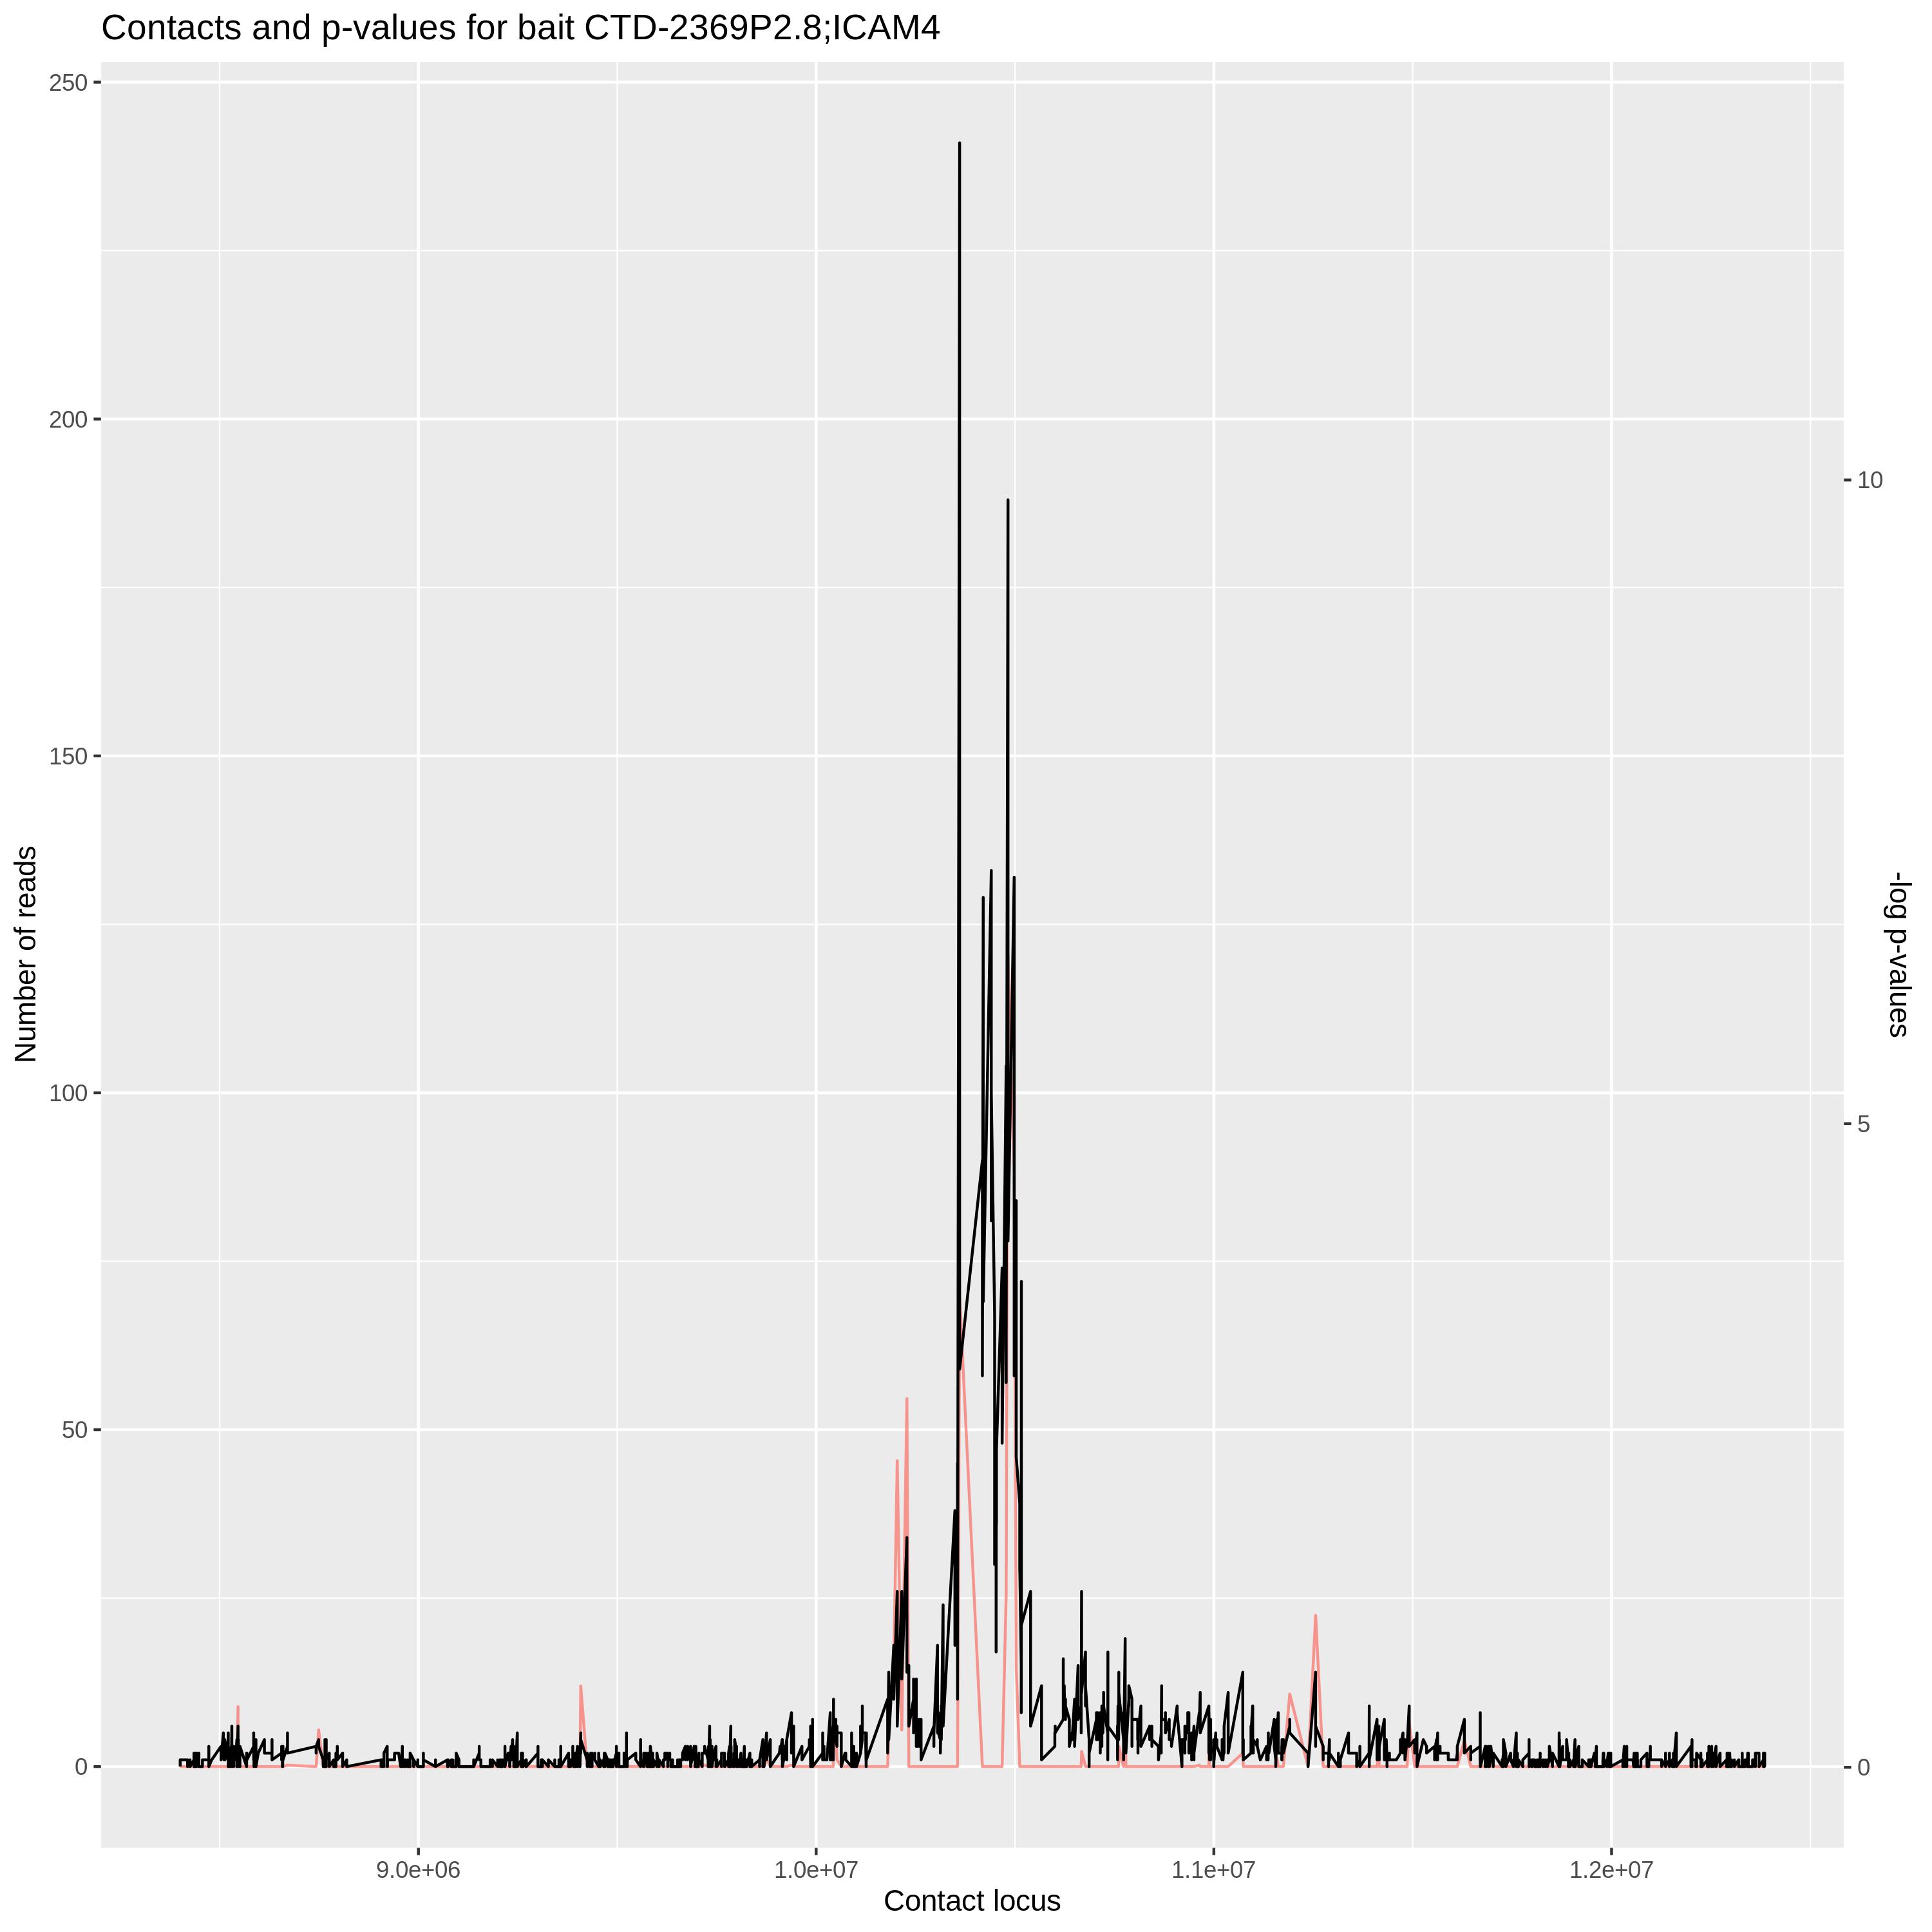 Contacts and p-values for bait CTD-2369P2.8;ICAM4
250
200
150
100
50
0
Number of reads
10
5
0
-log p-values
9.0e+06
1.0e+07
1.1e+07
1.2e+07
Contact locus